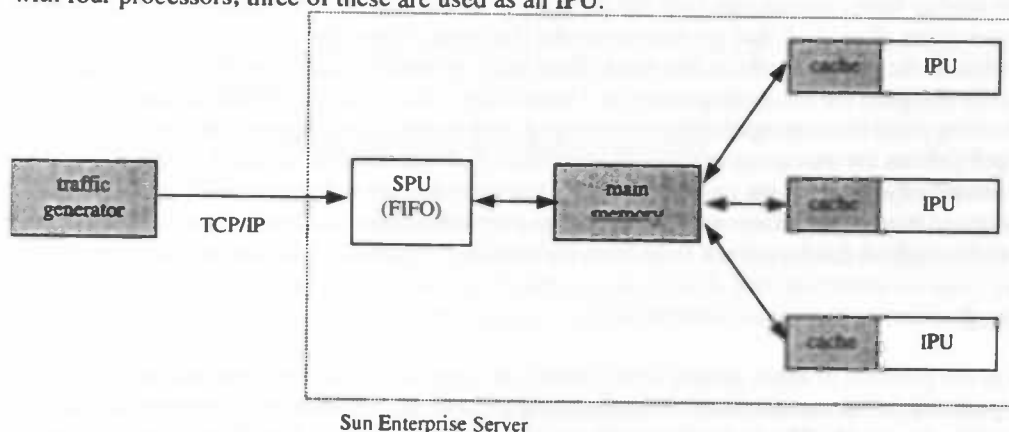 with four processors, three of these are used as an IPU.
cache IPU
traffic
generator
TCP/IP
SPU
(FIFO)
main
memory
cache IPU
cache IPU
Sun Enterprise Server